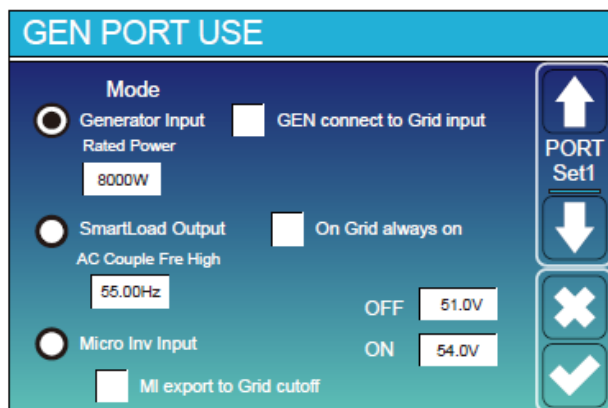 GEN PORT USE
Mode
Generator Input
GEN connect to Grid input
Rated Power
8000W
SmartLoad Output
On Grid always on
AC Couple Fre High
55.00Hz
OFF
51.0V
Micro Inv Input
ON
54.0V
MI export to Grid cutoff
PORT
Set1